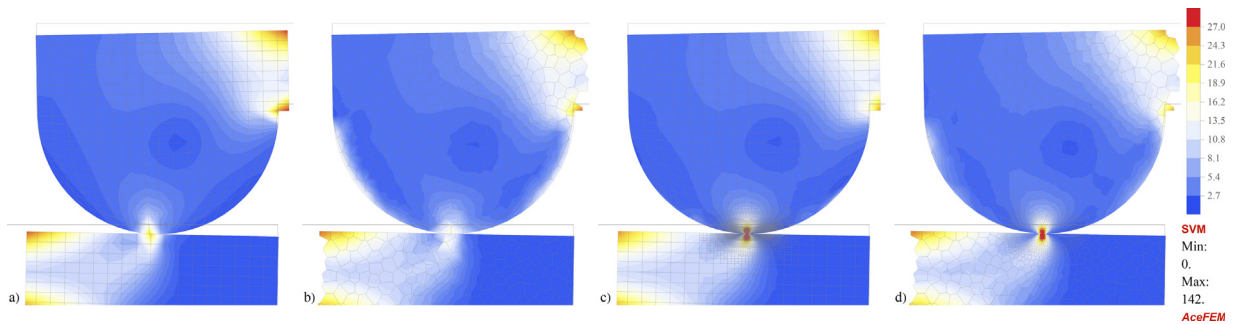 a)
b)
c)
d)
27.0
24.3
21.6
18.9
16.2
13.5
10.8
8.1
5.4
2.7
SVM
Min:
0.
Max:
142.
AceFEM